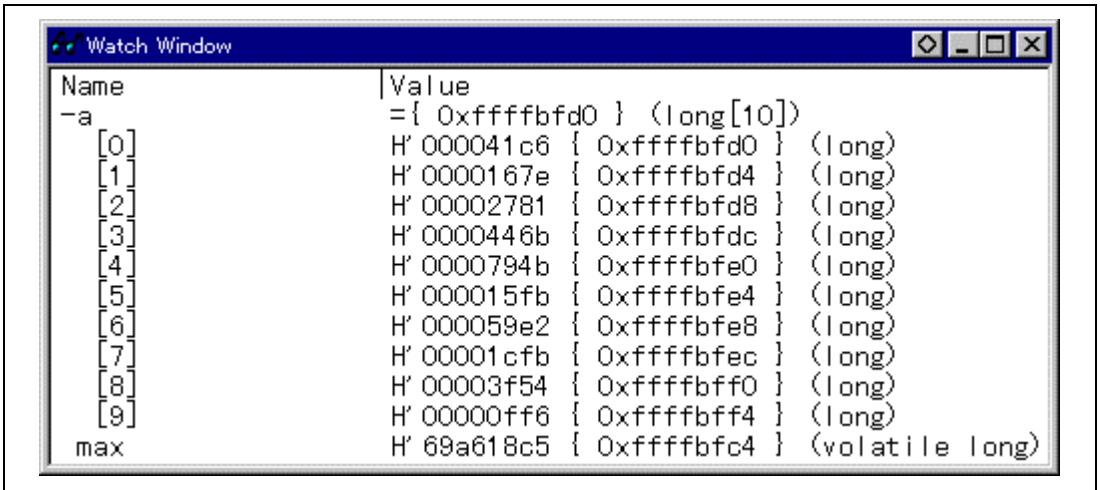 Watch Window
Name Value
-a ={ 0xffffbfd0 } (long[10])
[0] H'000041c6 { 0xffffbfd0 } (long)
[1] H'0000167e { 0xffffbfd4 } (long)
[2] H'00002781 { 0xffffbfd8 } (long)
[3] H'0000446b { 0xffffbfdc } (long)
[4] H'0000794b { 0xffffbfe0 } (long)
[5] H'000015fb { 0xffffbfe4 } (long)
[6] H'000059e2 { 0xffffbfe8 } (long)
[7] H'00001cfb { 0xffffbfec } (long)
[8] H'00003f54 { 0xffffbff0 } (long)
[9] H'00000ff6 { 0xffffbff4 } (long)
max H'69a618c5 { 0xffffbfc4 } (volatile long)